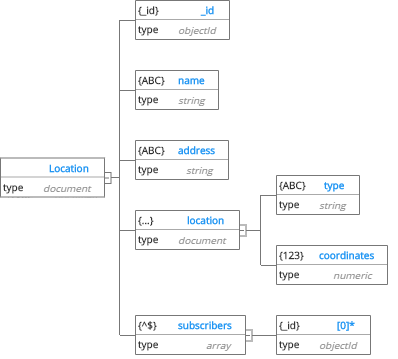 {_id} _id
type objectId
{ABC} name
type string
{ABC} address
type string
Location
type document
{...} location
type document
{ABC} type
type string
{123} coordinates
type numeric
{^$} subscribers
type array
{_id} [0]*
type objectId